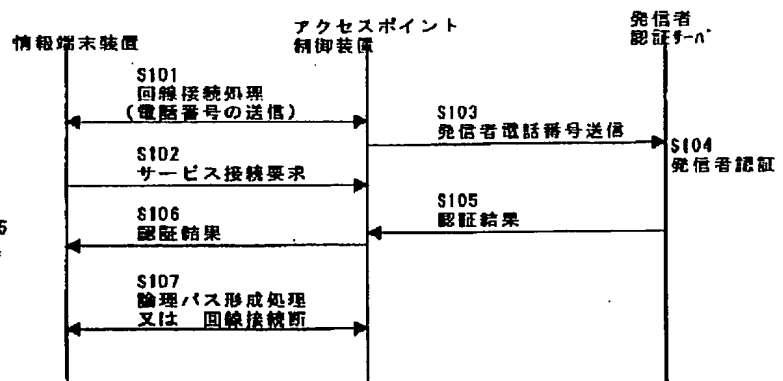 情報端末装置
アクセスポイント
制御装置
発信者
認証ｻｰﾊﾞ
S101
回線接続処理
(電話番号の送信)
S103
発信者電話番号送信
S104
発信者認証
S102
サービス接続要求
S105
認証結果
S106
認証結果
S107
論理パス形成処理
又は 回線接続断